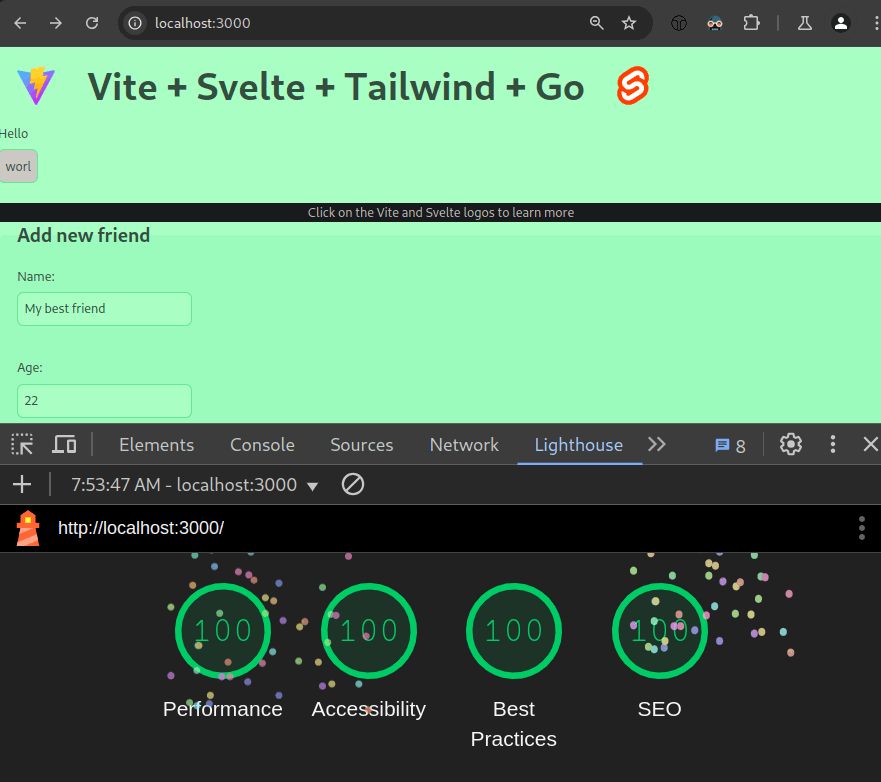 localhost:3000
Vite + Svelte + Tailwind + Go
Hello
worl
Click on the Vite and Svelte logos to learn more
Add new friend
Name:
My best friend
Age:
22
Elements Console Sources Network Lighthouse 8
7:53:47 AM - localhost:3000
http://localhost:3000/
100 100 100 100
Performance Accessibility Best Practices SEO